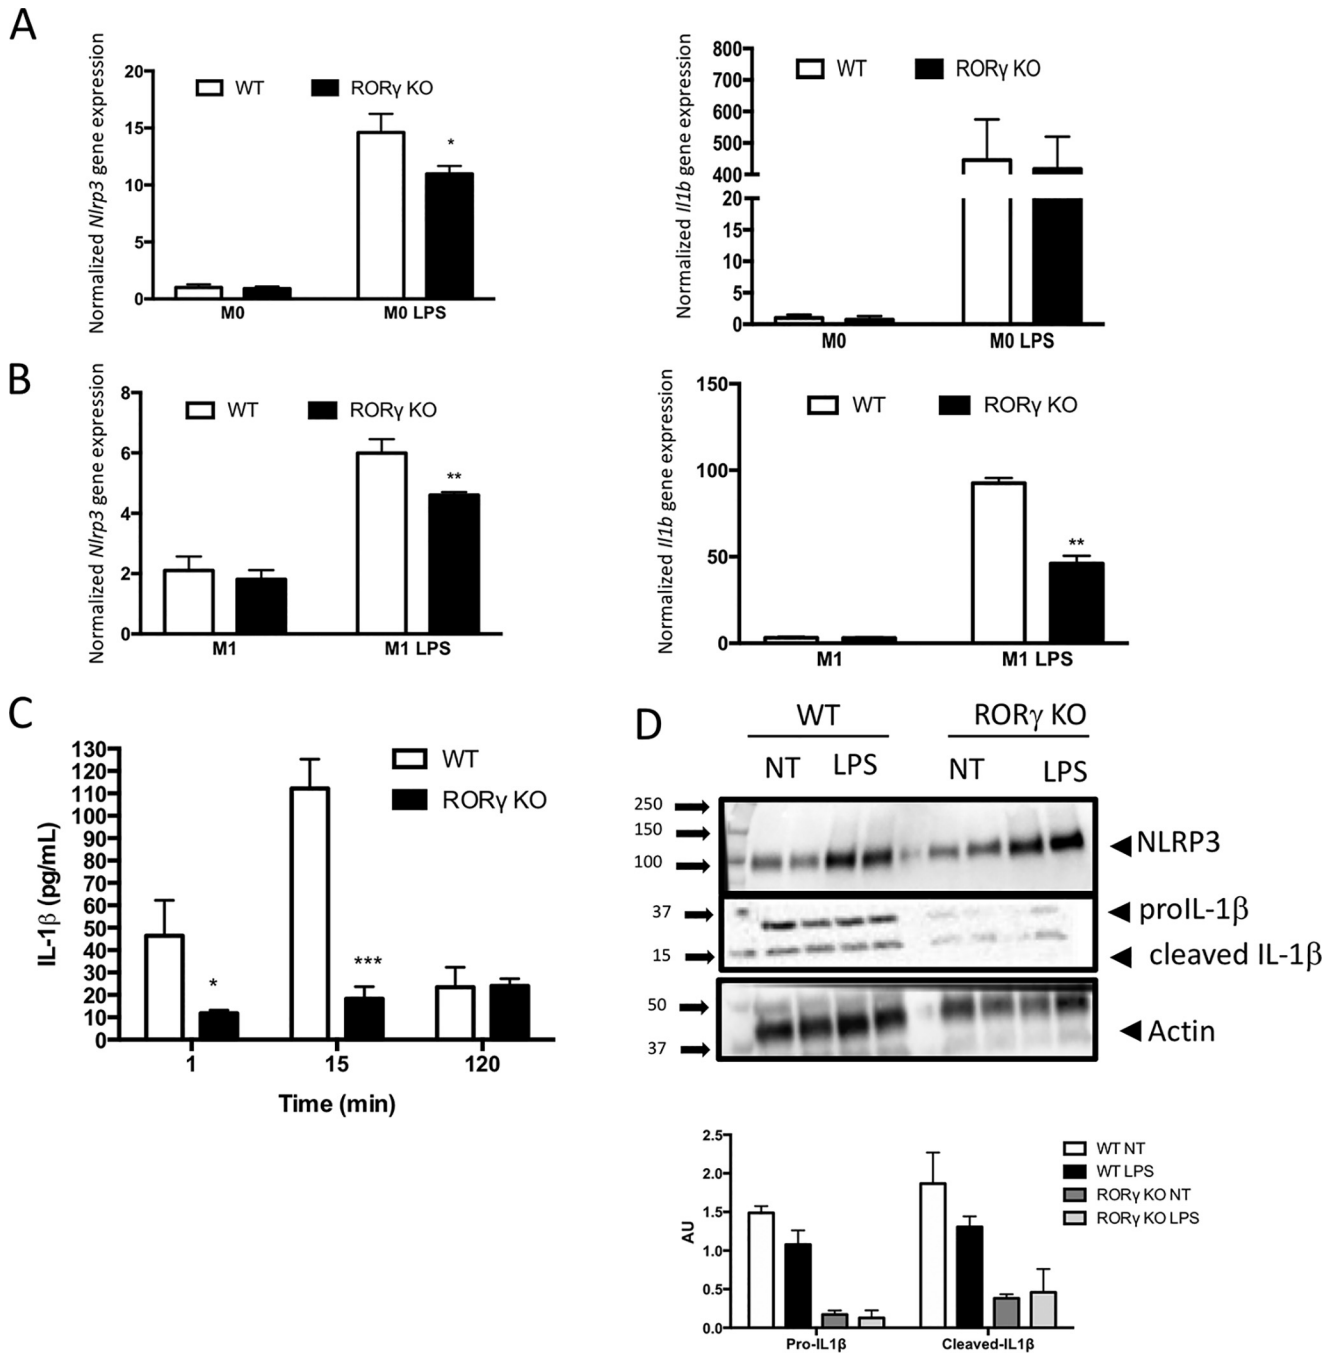 A
Normalized Nlrp3 gene expression
20
15
10
5
0
WT
RORγ KO
*
M0
M0 LPS
Normalized Il1b gene expression
800
700
600
500
400
20
15
10
5
0
WT
RORγ KO
M0
M0 LPS
B
Normalized Nlrp3 gene expression
8
6
4
2
0
WT
RORγ KO
**
M1
M1 LPS
Normalized Il1b gene expression
150
100
50
0
WT
RORγ KO
**
M1
M1 LPS
C
IL-1β (pg/mL)
130
120
110
100
90
80
70
60
50
40
30
20
10
0
WT
RORγ KO
*
***
1
15
120
Time (min)
D
WT
RORγ KO
NT
LPS
NT
LPS
250
150
100
NLRP3
37
15
proIL-1β
cleaved IL-1β
50
37
Actin
AU
2.5
2.0
1.5
1.0
0.5
0.0
WT NT
WT LPS
RORγ KO NT
RORγ KO LPS
Pro-IL1β
Cleaved-IL1β